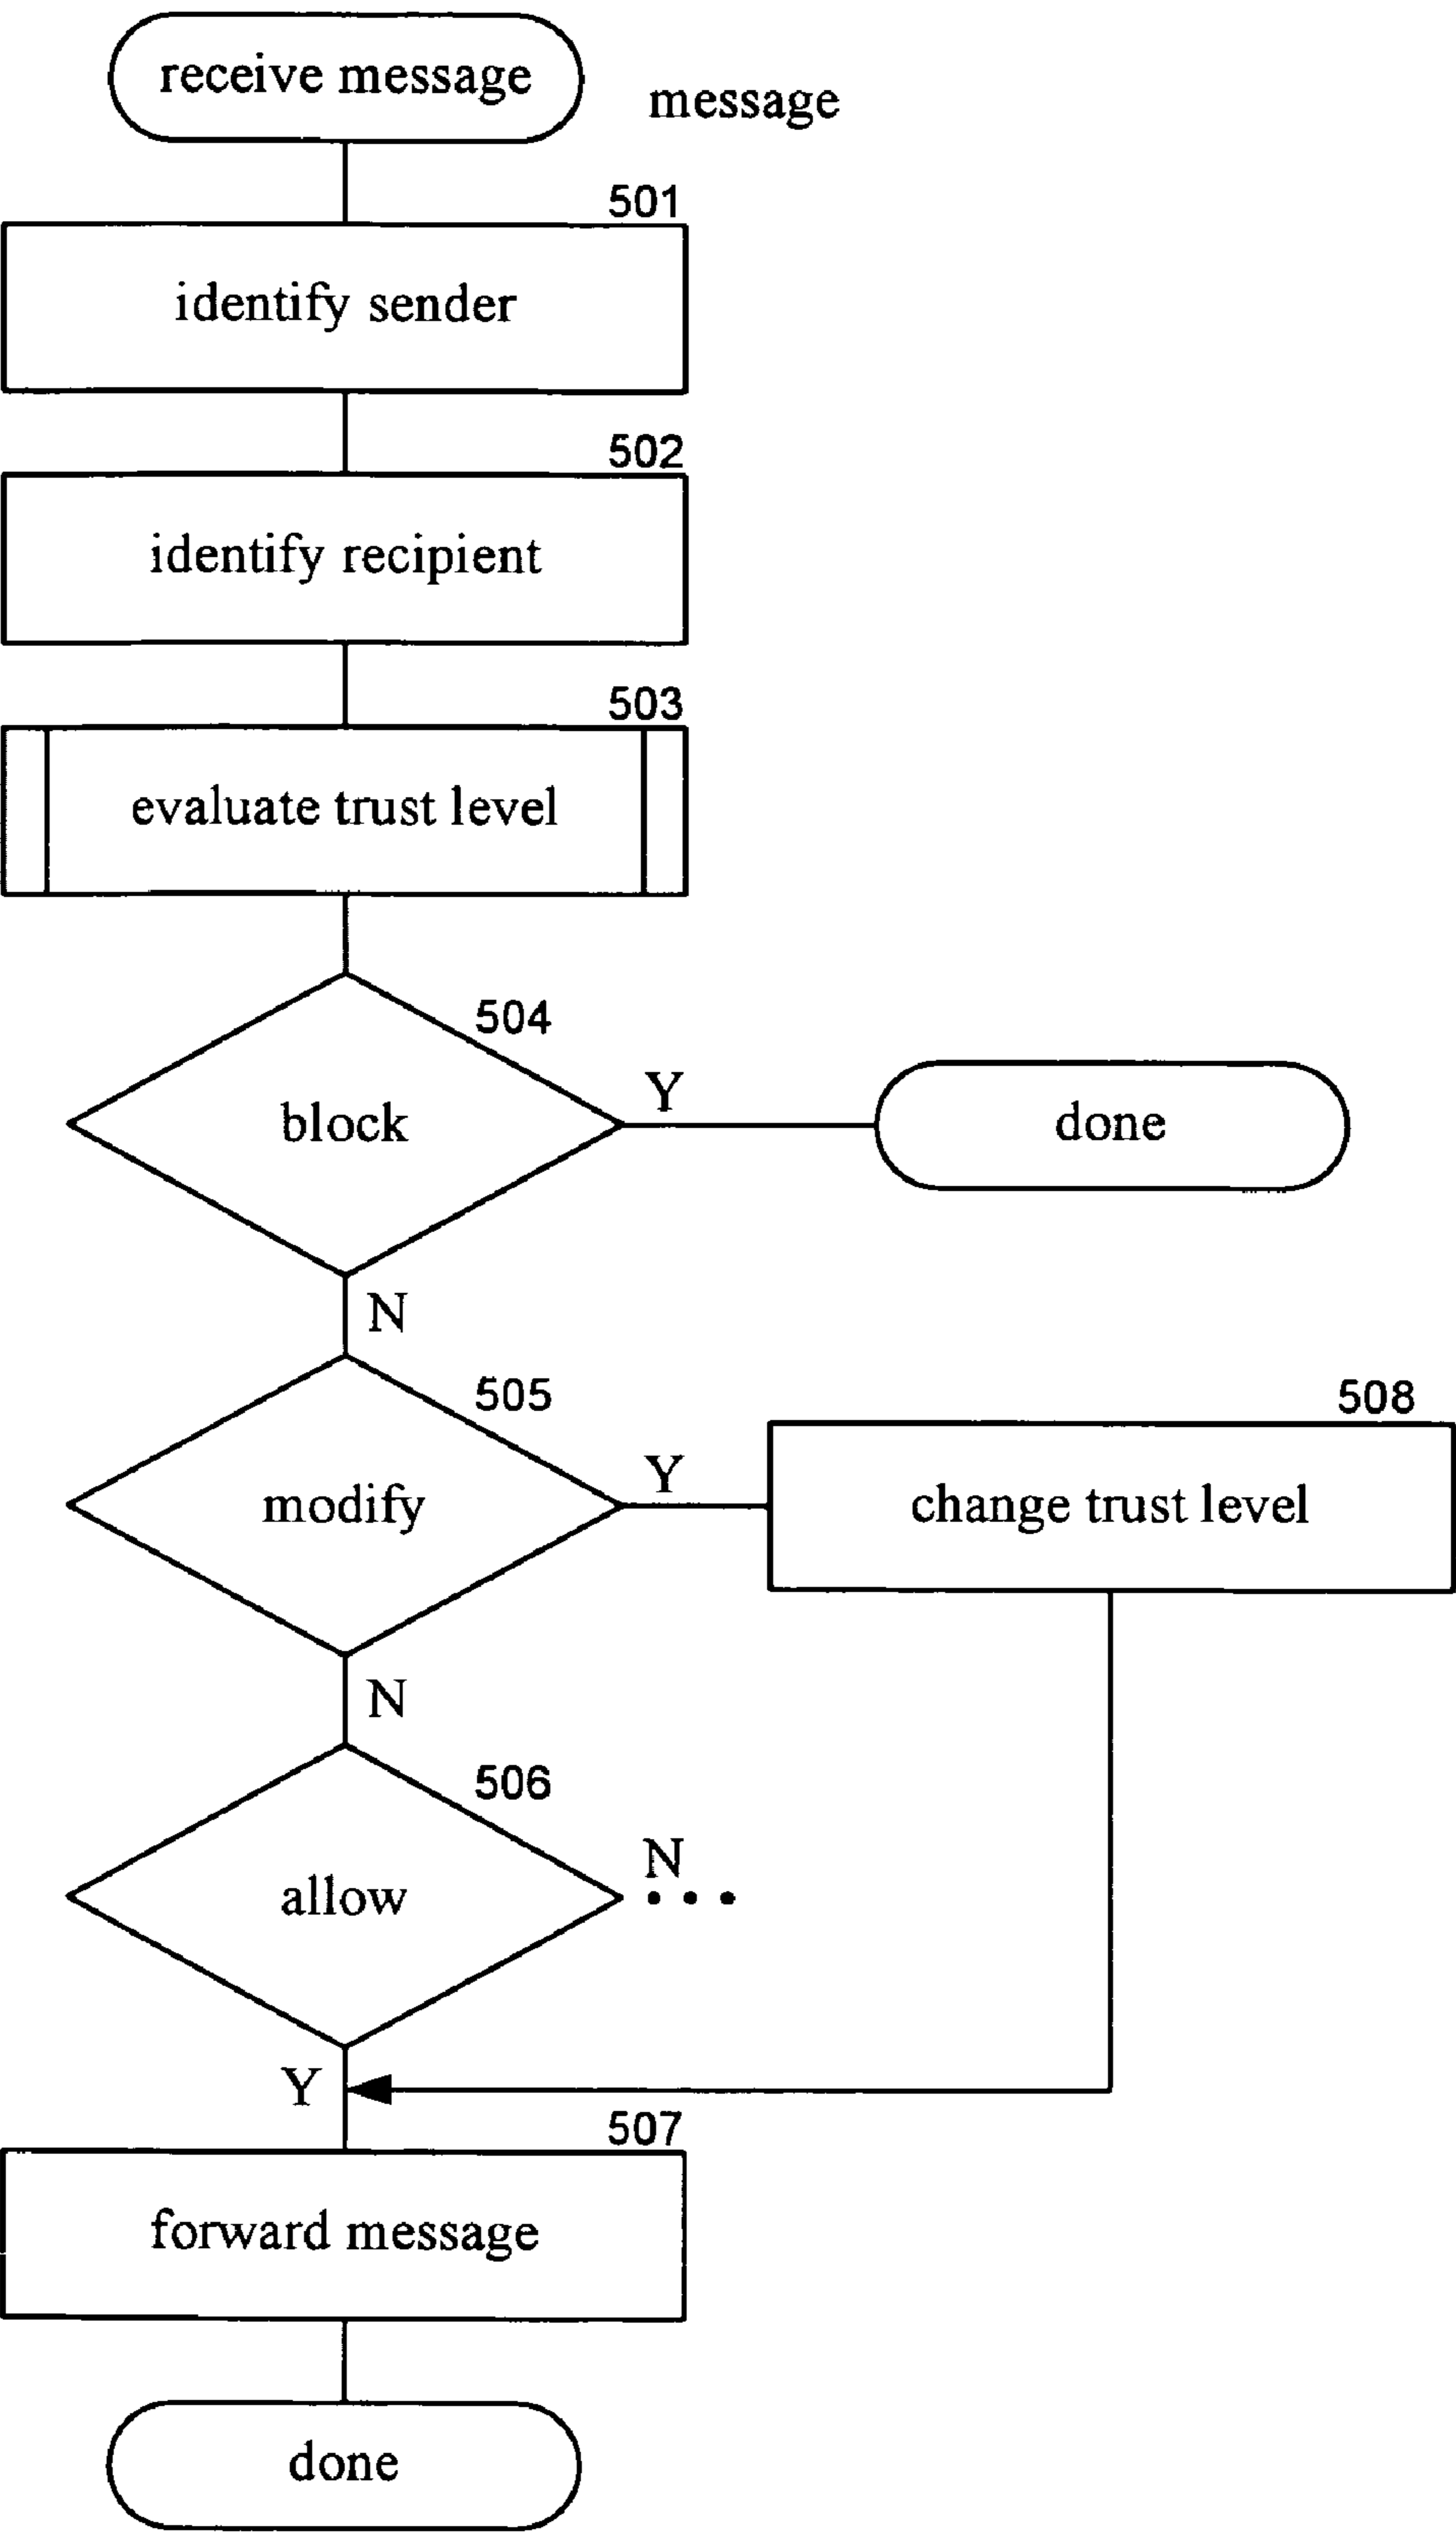 receive message
message
501
identify sender
502
identify recipient
503
evaluate trust level
504
block
Y
done
N
505
modify
Y
508
change trust level
N
506
allow
N
...
Y
507
forward message
done